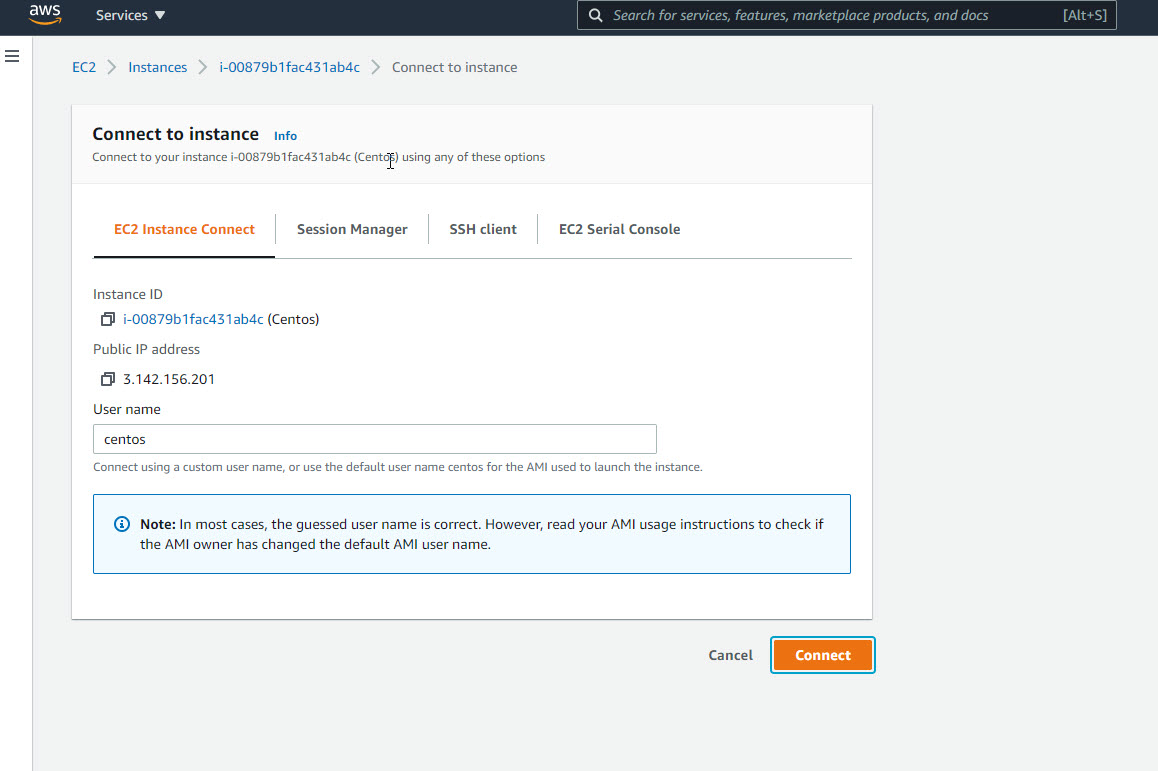 aws Services Search for services, features, marketplace products, and docs [Alt+S]
EC2 Instances i-00879b1fac431ab4c Connect to instance
Connect to instance Info
Connect to your instance i-00879b1fac431ab4c (Centos) using any of these options
EC2 Instance Connect Session Manager SSH client EC2 Serial Console
Instance ID
i-00879b1fac431ab4c (Centos)
Public IP address
3.142.156.201
User name
centos
Connect using a custom user name, or use the default user name centos for the AMI used to launch the instance.
Note: In most cases, the guessed user name is correct. However, read your AMI usage instructions to check if
the AMI owner has changed the default AMI user name.
Cancel Connect